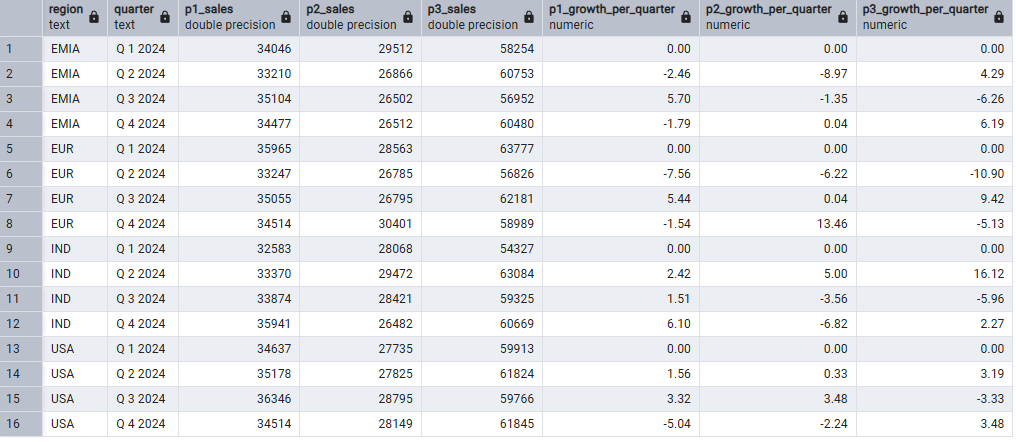 region quarter p1_sales p2_sales p3_sales p1_growth_per_quarter p2_growth_per_quarter p3_growth_per_quarter
text text double precision double precision double precision numeric numeric numeric
1 EMIA Q 1 2024 34046 29512 58254 0.00 0.00 0.00
2 EMIA Q 2 2024 33210 26866 60753 -2.46 -8.97 4.29
3 EMIA Q 3 2024 35104 26502 56952 5.70 -1.35 -6.26
4 EMIA Q 4 2024 34477 26512 60480 -1.79 0.04 6.19
5 EUR Q 1 2024 35965 28563 63777 0.00 0.00 0.00
6 EUR Q 2 2024 33247 26785 56826 -7.56 -6.22 -10.90
7 EUR Q 3 2024 35055 26795 62181 5.44 0.04 9.42
8 EUR Q 4 2024 34514 30401 58989 -1.54 13.46 -5.13
9 IND Q 1 2024 32583 28068 54327 0.00 0.00 0.00
10 IND Q 2 2024 33370 29472 63084 2.42 5.00 16.12
11 IND Q 3 2024 33874 28421 59325 1.51 -3.56 -5.96
12 IND Q 4 2024 35941 26482 60669 6.10 -6.82 2.27
13 USA Q 1 2024 34637 27735 59913 0.00 0.00 0.00
14 USA Q 2 2024 35178 27825 61824 1.56 0.33 3.19
15 USA Q 3 2024 36346 28795 59766 3.32 3.48 -3.33
16 USA Q 4 2024 34514 28149 61845 -5.04 -2.24 3.48